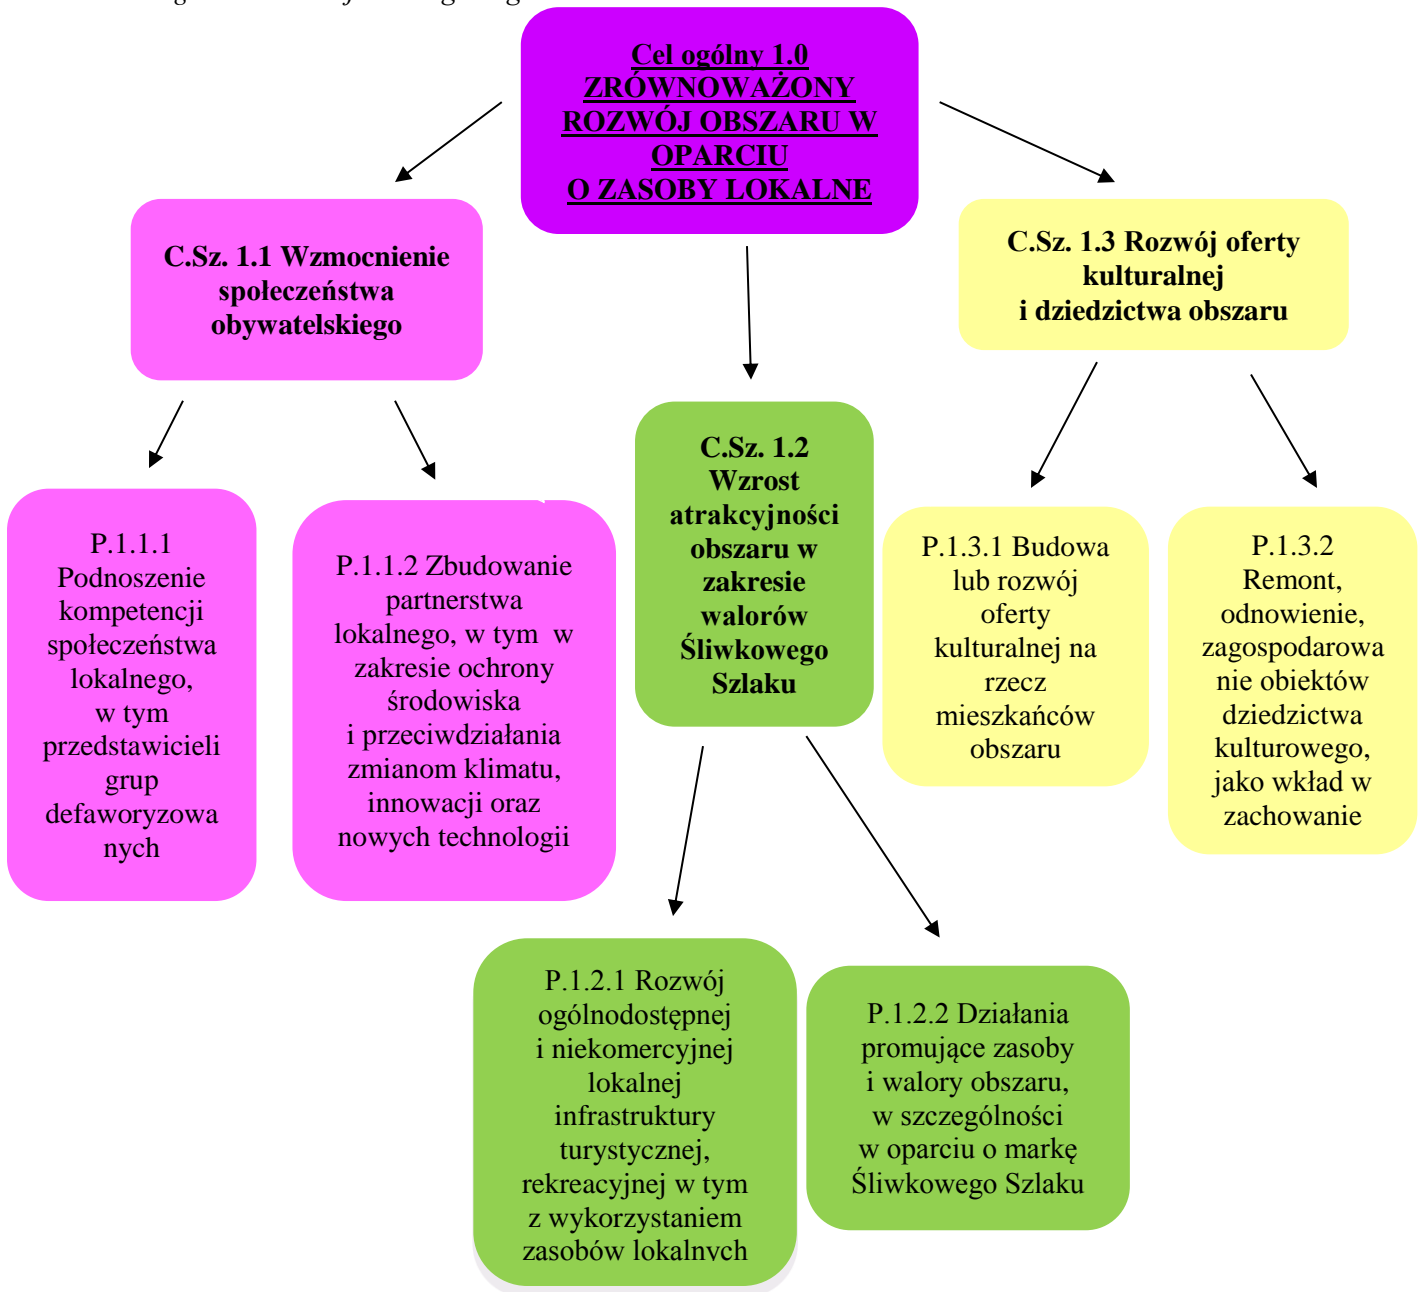 Cel ogólny 1.0
ZRÓWNOWAŻONY
ROZWÓJ OBSZARU W
OPARCIU
O ZASOBY LOKALNE
C.Sz. 1.1 Wzmocnienie
społeczeństwa
obywatelskiego
C.Sz. 1.3 Rozwój oferty
kulturalnej
i dziedzictwa obszaru
C.Sz. 1.2
Wzrost
atrakcyjności
obszaru w
zakresie
walorów
Śliwkowego
Szlaku
P.1.1.1
Podnoszenie
kompetencji
społeczeństwa
lokalnego,
w tym
przedstawicieli
grup
defaworyzowa
nych
P.1.1.2 Zbudowanie
partnerstwa
lokalnego, w tym  w
zakresie ochrony
środowiska
i przeciwdziałania
zmianom klimatu,
innowacji oraz
nowych technologii
P.1.3.1 Budowa
lub rozwój
oferty
kulturalnej na
rzecz
mieszkańców
obszaru
P.1.3.2
Remont,
odnowienie,
zagospodarowa
nie obiektów
dziedzictwa
kulturowego,
jako wkład w
zachowanie
P.1.2.1 Rozwój
ogólnodostępnej
i niekomercyjnej
lokalnej
infrastruktury
turystycznej,
rekreacyjnej w tym
z wykorzystaniem
zasobów lokalnych
P.1.2.2 Działania
promujące zasoby
i walory obszaru,
w szczególności
w oparciu o markę
Śliwkowego Szlaku